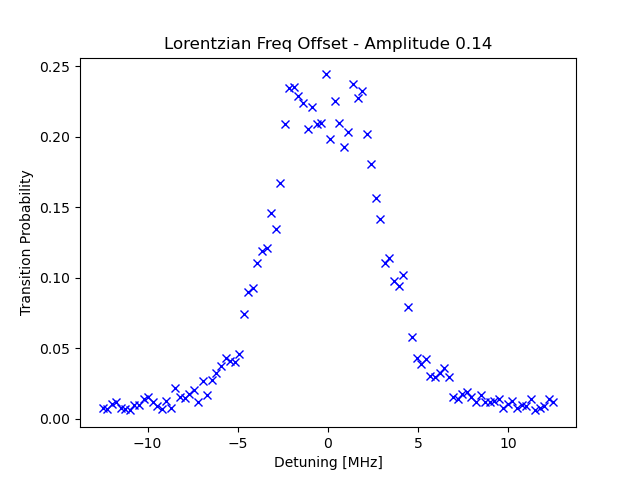 Lorentzian Freq Offset - Amplitude 0.14
0.25
0.20
0.15
0.10
0.05
0.00
Transition Probability
−10 −5 0 5 10
Detuning [MHz]